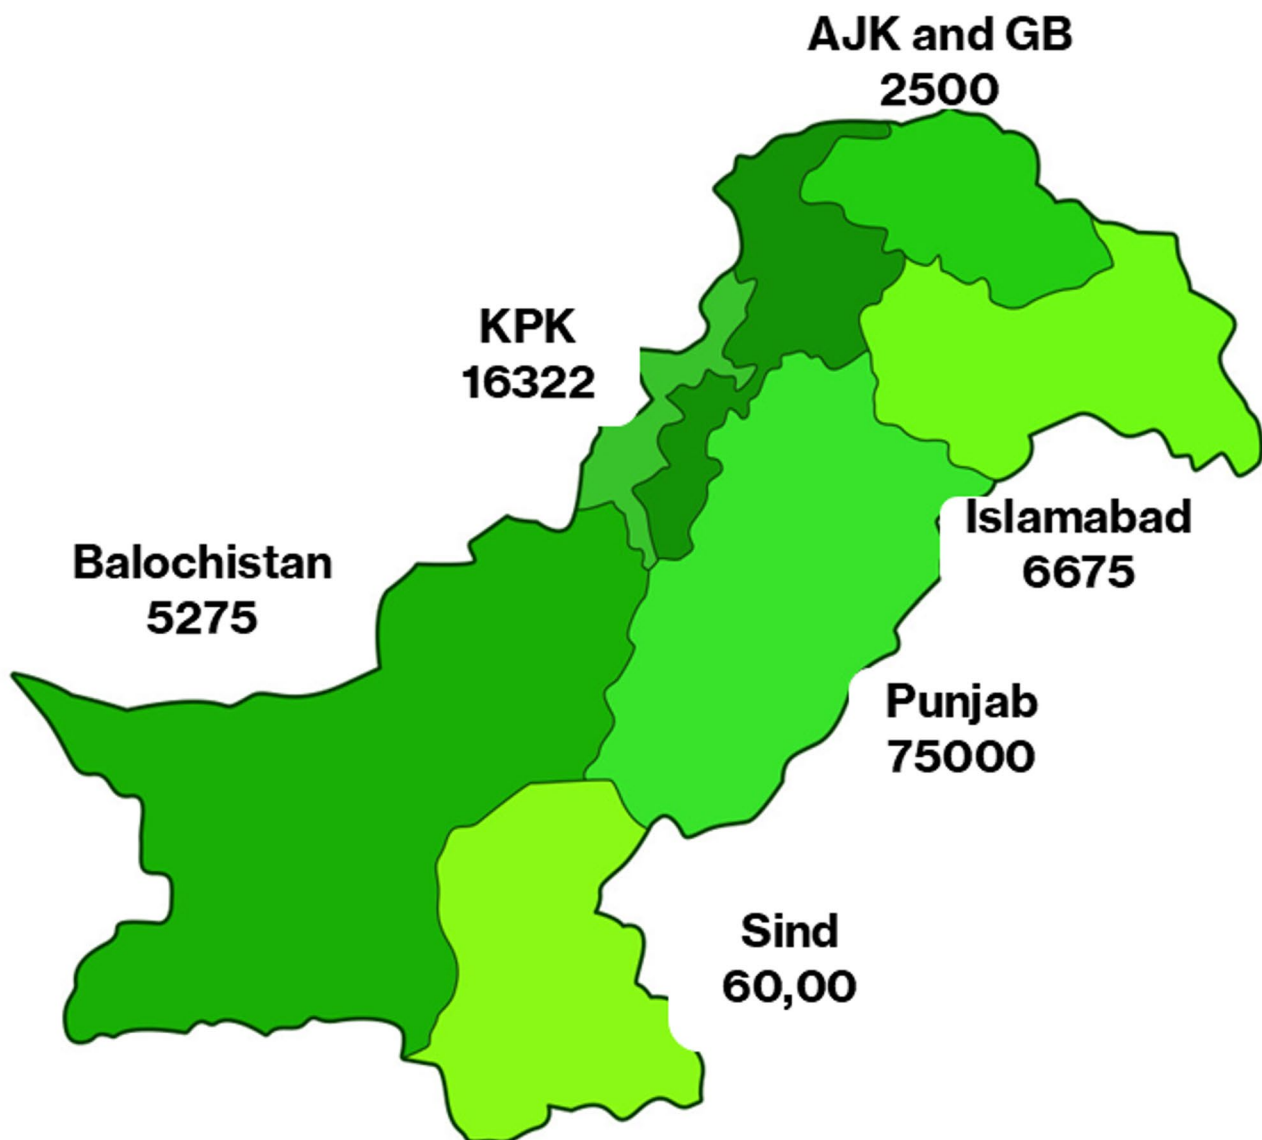 AJK and GB
2500
KPK
16322
Balochistan
5275
Islamabad
6675
Punjab
75000
Sind
60,00